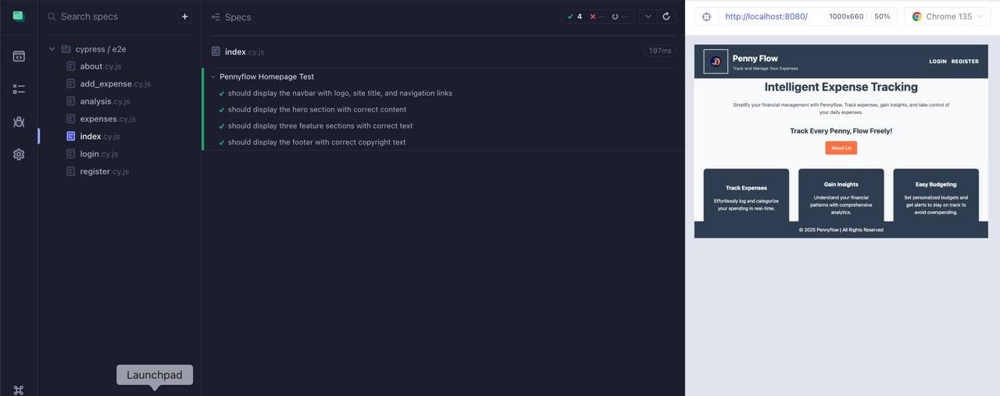 Search specs
+
cypress / e2e
about.cy.js
add_expense.cy.js
analysis.cy.js
expenses.cy.js
index.cy.js
login.cy.js
register.cy.js
Launchpad
Specs
4
--
--
index.cy.js
197ms
Pennyflow Homepage Test
should display the navbar with logo, site title, and navigation links
should display the hero section with correct content
should display three feature sections with correct text
should display the footer with correct copyright text
http://localhost:8080/
1000x660
50%
Chrome 135
Penny Flow
Track and Manage Your Expenses
LOGIN REGISTER
Intelligent Expense Tracking
Simplify your financial management with Pennyflow. Track expenses, gain insights, and take control of
your daily expenses.
Track Every Penny, Flow Freely!
About Us
Track Expenses
Effortlessly log and categorize
your spending in real-time.
Gain Insights
Understand your financial
patterns with comprehensive
analytics.
Easy Budgeting
Set personalized budgets and
get alerts to stay on track to
avoid overspending.
© 2025 Pennyflow | All Rights Reserved